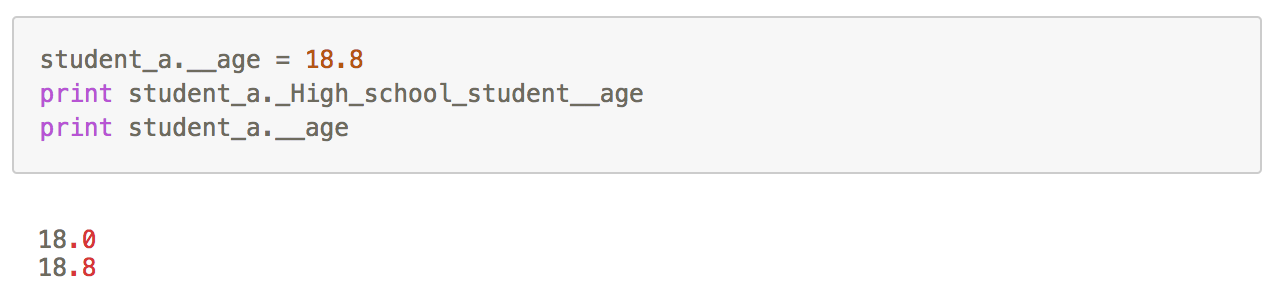 student_a.__age = 18.8
print student_a._High_school_student__age
print student_a.__age
18.0
18.8